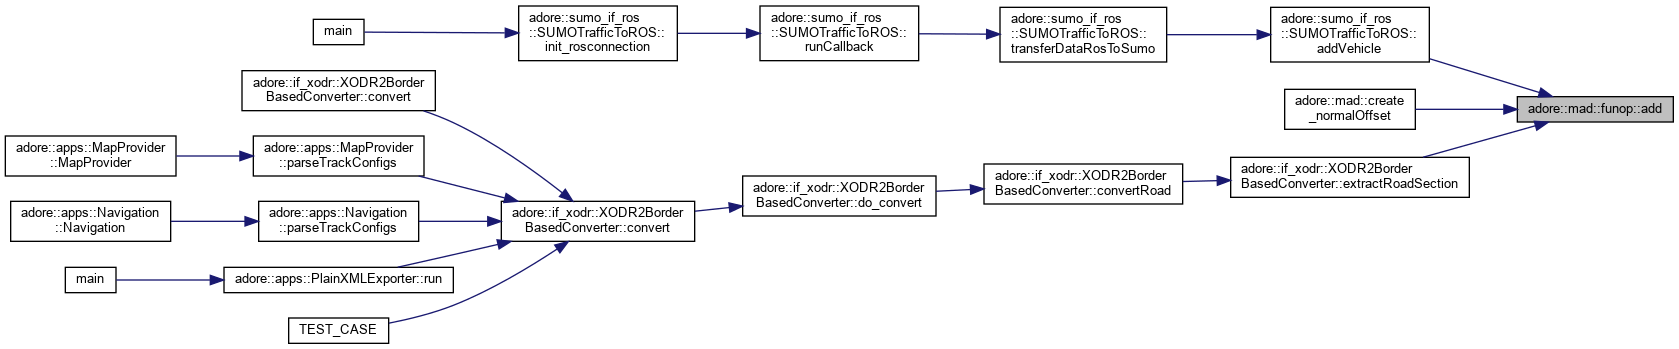 main
adore::sumo_if_ros
::SUMOTrafficToROS::
init_rosconnection
adore::sumo_if_ros
::SUMOTrafficToROS::
runCallback
adore::sumo_if_ros
::SUMOTrafficToROS::
transferDataRosToSumo
adore::sumo_if_ros
::SUMOTrafficToROS::
addVehicle
adore::if_xodr::XODR2Border
BasedConverter::convert
adore::mad::create
_normalOffset
adore::mad::funop::add
adore::apps::MapProvider
::MapProvider
adore::apps::MapProvider
::parseTrackConfigs
adore::if_xodr::XODR2Border
BasedConverter::do_convert
adore::if_xodr::XODR2Border
BasedConverter::convertRoad
adore::if_xodr::XODR2Border
BasedConverter::extractRoadSection
adore::apps::Navigation
::Navigation
adore::apps::Navigation
::parseTrackConfigs
adore::if_xodr::XODR2Border
BasedConverter::convert
main
adore::apps::PlainXMLExporter::run
TEST_CASE